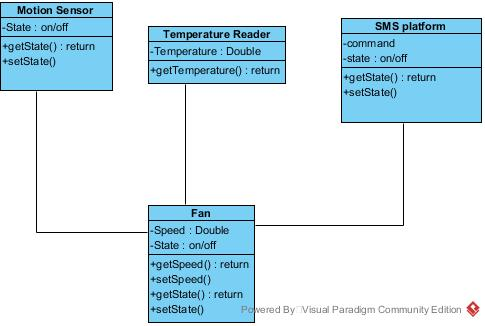 Motion Sensor
-State : on/off
+getState() : return
+setState()
Temperature Reader
-Temperature : Double
+getTemperature() : return
SMS platform
-command
-state : on/off
+getState() : return
+setState()
Fan
-Speed : Double
-State : on/off
+getSpeed() : return
+setSpeed()
+getState() : return
+setState()
Powered By Visual Paradigm Community Edition